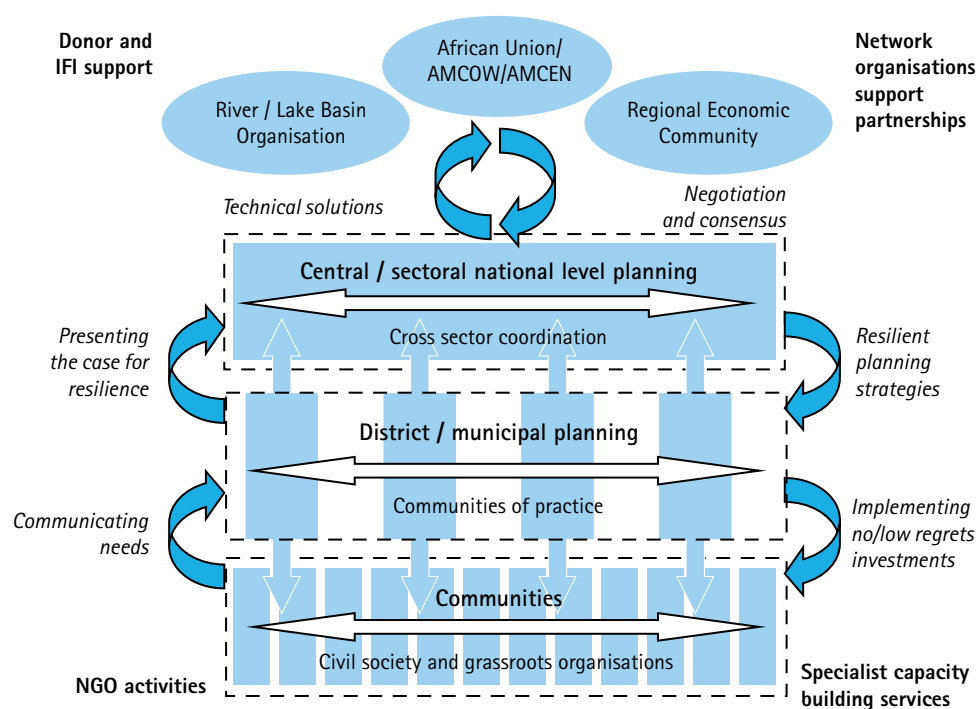 Donor and
IFI support
African Union/
AMCOW/AMCEN
Network
organisations
support
partnerships
River / Lake Basin
Organisation
Regional Economic
Community
Technical solutions
Negotiation
and consensus
Central / sectoral national level planning
Cross sector coordination
Presenting
the case for
resilience
Resilient
planning
strategies
District / municipal planning
Communities of practice
Communicating
needs
Implementing
no/low regrets
investments
Communities
Civil society and grassroots organisations
NGO activities
Specialist capacity
building services